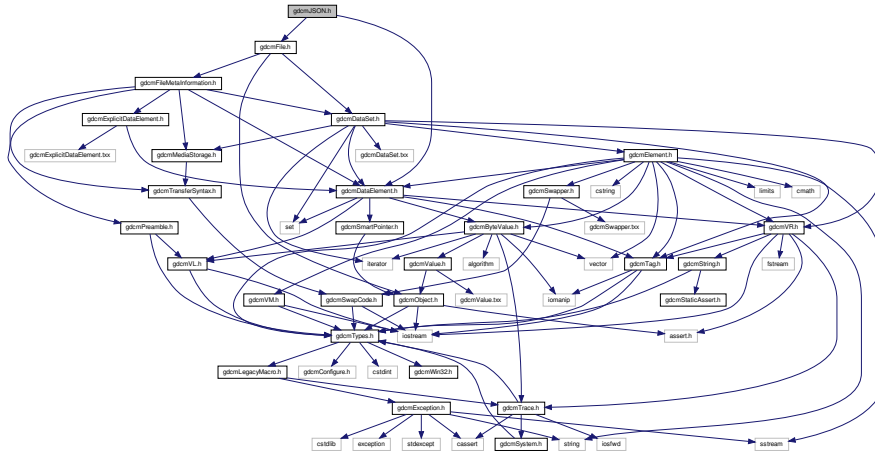 gdcmJSON.h
gdcmFile.h
gdcmFileMetaInformation.h
gdcmExplicitDataElement.h
gdcmDataSet.h
gdcmExplicitDataElement.txx
gdcmMediaStorage.h
gdcmDataSet.txx
gdcmElement.h
gdcmTransferSyntax.h
gdcmDataElement.h
gdcmSwapper.h
cstring
limits
cmath
gdcmPreamble.h
set
gdcmSmartPointer.h
gdcmByteValue.h
gdcmSwapper.txx
gdcmVR.h
gdcmVL.h
iterator
gdcmValue.h
algorithm
vector
gdcmTag.h
gdcmString.h
fstream
gdcmVM.h
gdcmSwapCode.h
gdcmObject.h
gdcmValue.txx
iomanip
gdcmStaticAssert.h
gdcmTypes.h
iostream
assert.h
gdcmLegacyMacro.h
gdcmConfigure.h
cstdint
gdcmWin32.h
gdcmException.h
gdcmTrace.h
cstdlib
exception
stdexcept
cassert
gdcmSystem.h
string
iosfwd
sstream